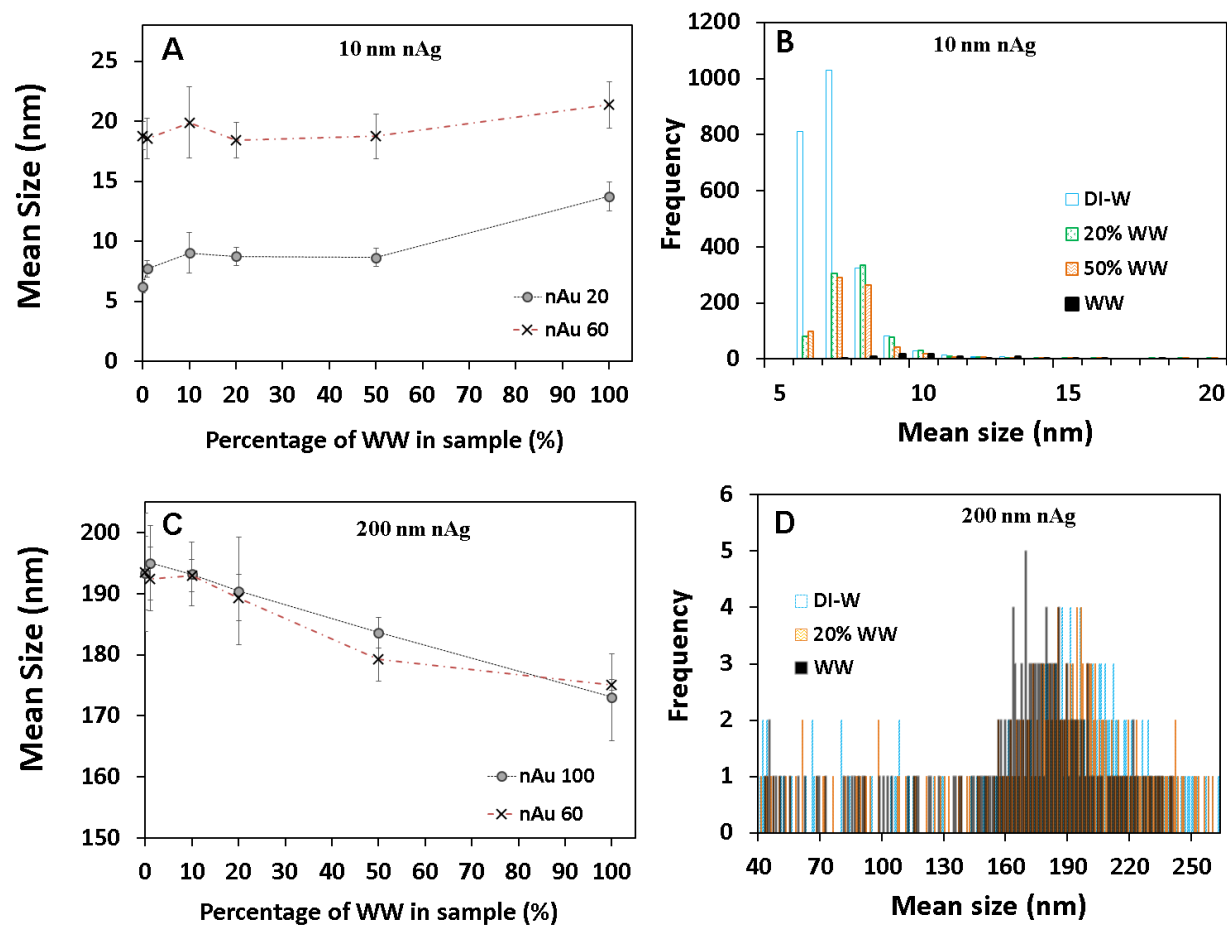 A
10 nm nAg
Mean Size (nm)
25
20
15
10
5
0
nAu 20
nAu 60
0 10 20 30 40 50 60 70 80 90 100
Percentage of WW in sample (%)
B
10 nm nAg
Frequency
1200
1000
800
600
400
200
0
DI-W
20% WW
50% WW
WW
5 10 15 20
Mean size (nm)
C
200 nm nAg
Mean Size (nm)
200
190
180
170
160
150
nAu 100
nAu 60
0 10 20 30 40 50 60 70 80 90 100
Percentage of WW in sample (%)
D
200 nm nAg
Frequency
6
5
4
3
2
1
0
DI-W
20% WW
WW
40 70 100 130 160 190 220 250
Mean size (nm)